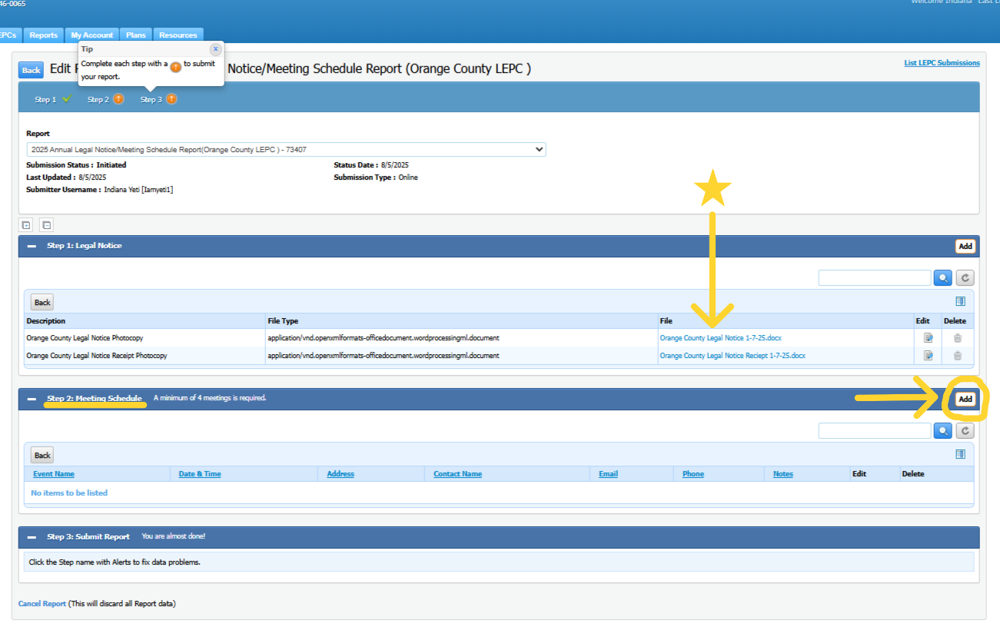 46-0065
Welcome Indiana Last L
EPCs Reports My Account Plans Resources
Tip x
Complete each step with a ! to submit
your report.
Back Edit Notice/Meeting Schedule Report (Orange County LEPC )
List LEPC Submissions
Step 1 Step 2 ! Step 3 !
Report
2025 Annual Legal Notice/Meeting Schedule Report(Orange County LEPC ) - 73407
Submission Status : Initiated Status Date : 8/5/2025
Last Updated : 8/5/2025 Submission Type : Online
Submitter Username : Indiana Yeti [Iamyeti1]
Step 1: Legal Notice Add
Back
Description File Type File Edit Delete
Orange County Legal Notice Photocopy application/vnd.openxmlformats-officedocument.wordprocessingml.document Orange County Legal Notice 1-7-25.docx
Orange County Legal Notice Receipt Photocopy application/vnd.openxmlformats-officedocument.wordprocessingml.document Orange County Legal Notice Reciept 1-7-25.docx
Step 2: Meeting Schedule A minimum of 4 meetings is required. Add
Back
Event Name Date & Time Address Contact Name Email Phone Notes Edit Delete
No items to be listed
Step 3: Submit Report You are almost done!
Click the Step name with Alerts to fix data problems.
Cancel Report (This will discard all Report data)